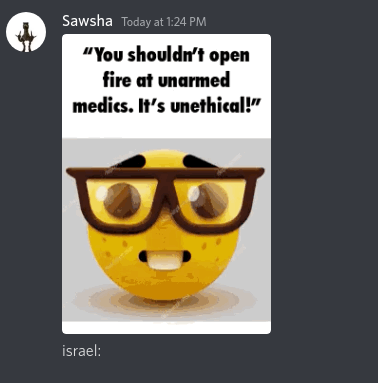 Sawsha Today at 1:24 PM
“You shouldn’t open
fire at unarmed
medics. It’s unethical!”
israel: